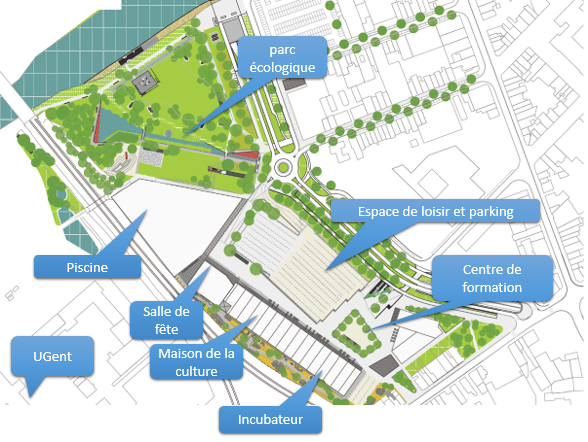 parc
écologique
Espace de loisir et parking
Piscine
Centre de
formation
Salle de
fête
Maison de la
culture
UGent
Incubateur